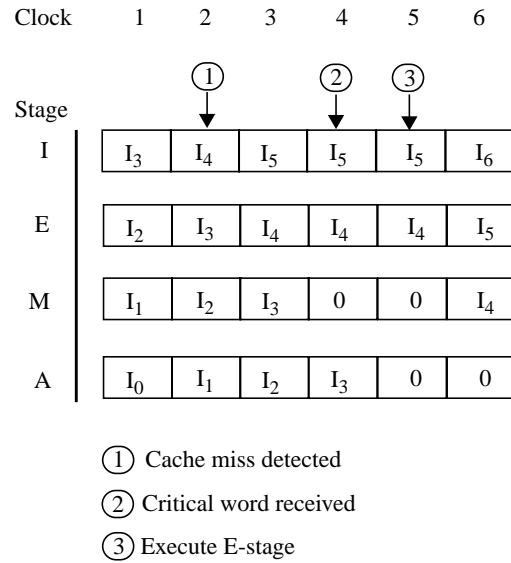 Clock 1 2 3 4 5 6
1 2 3
Stage
I I₃ I₄ I₅ I₅ I₅ I₆
E I₂ I₃ I₄ I₄ I₄ I₅
M I₁ I₂ I₃ 0 0 I₄
A I₀ I₁ I₂ I₃ 0 0
1 Cache miss detected
2 Critical word received
3 Execute E-stage